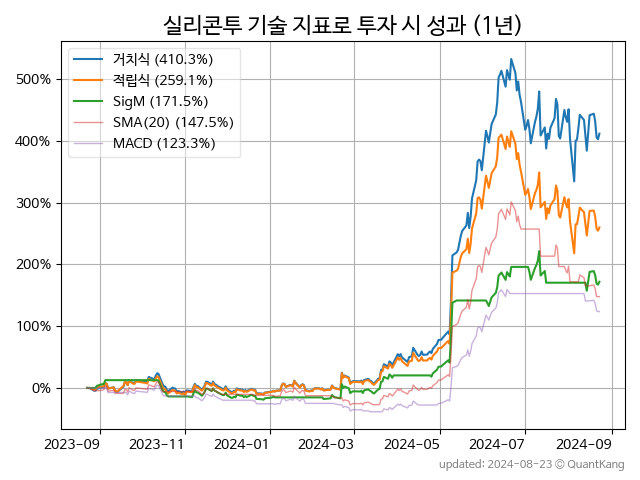 실리콘투 기술 지표로 투자 시 성과 (1년)
거치식 (410.3%)
적립식 (259.1%)
SigM (171.5%)
SMA(20) (147.5%)
MACD (123.3%)
500%
400%
300%
200%
100%
0%
2023-09 2023-11 2024-01 2024-03 2024-05 2024-07 2024-09
updated: 2024-08-23 © QuantKang